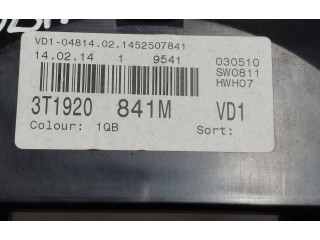 VD1-04814.02.1452507841
14.02.14 1 9541 030510
SW0811
HWH07
3T1920 841M VD1
Colour: 1QB Sort: